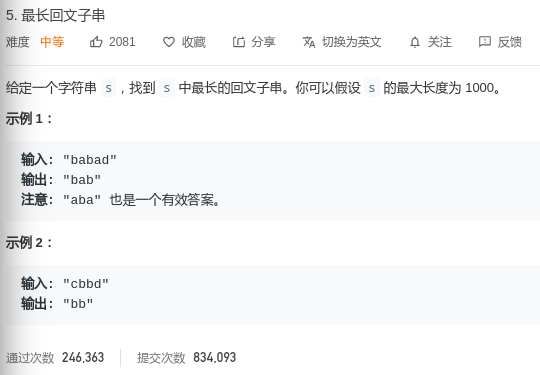 5. 最长回文子串
难度 中等 2081 收藏 分享 切换为英文 关注 反馈
给定一个字符串 s，找到 s 中最长的回文子串。你可以假设 s 的最大长度为 1000。
示例 1：
输入: "babad"
输出: "bab"
注意: "aba" 也是一个有效答案。
示例 2：
输入: "cbbd"
输出: "bb"
通过次数 246,363 提交次数 834,093